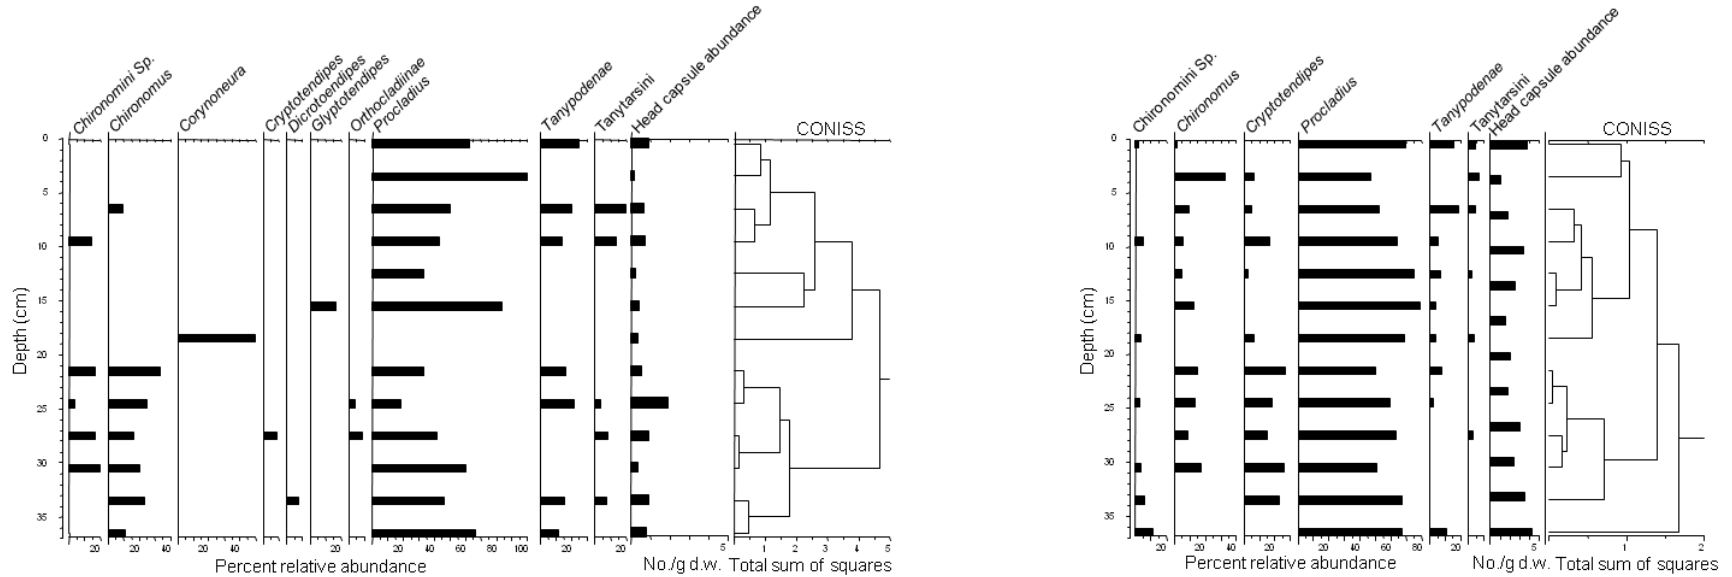 Chironomini Sp.
Chironomus
Corynoneura
Cryptotendipes
Dicrotoendipes
Glyptotendipes
Orthocladiinae
Procladius
Tanypodenae
Tanytarsini
Head capsule abundance
CONISS
0
5
10
15
20
25
30
35
Depth (cm)
20
20 40
20 40
20
20
20
20
20 40 60 80 100
20
20
5
1 2 3 4 5
Percent relative abundance
No./g d.w. Total sum of squares
Chironomini Sp.
Chironomus
Cryptotendipes
Procladius
Tanypodenae
Tanytarsini
Head capsule abundance
CONISS
0
5
10
15
20
25
30
35
Depth (cm)
20
20 40
20
20 40 60 80
20
5
1 2
Percent relative abundance
No./g d.w. Total sum of squares